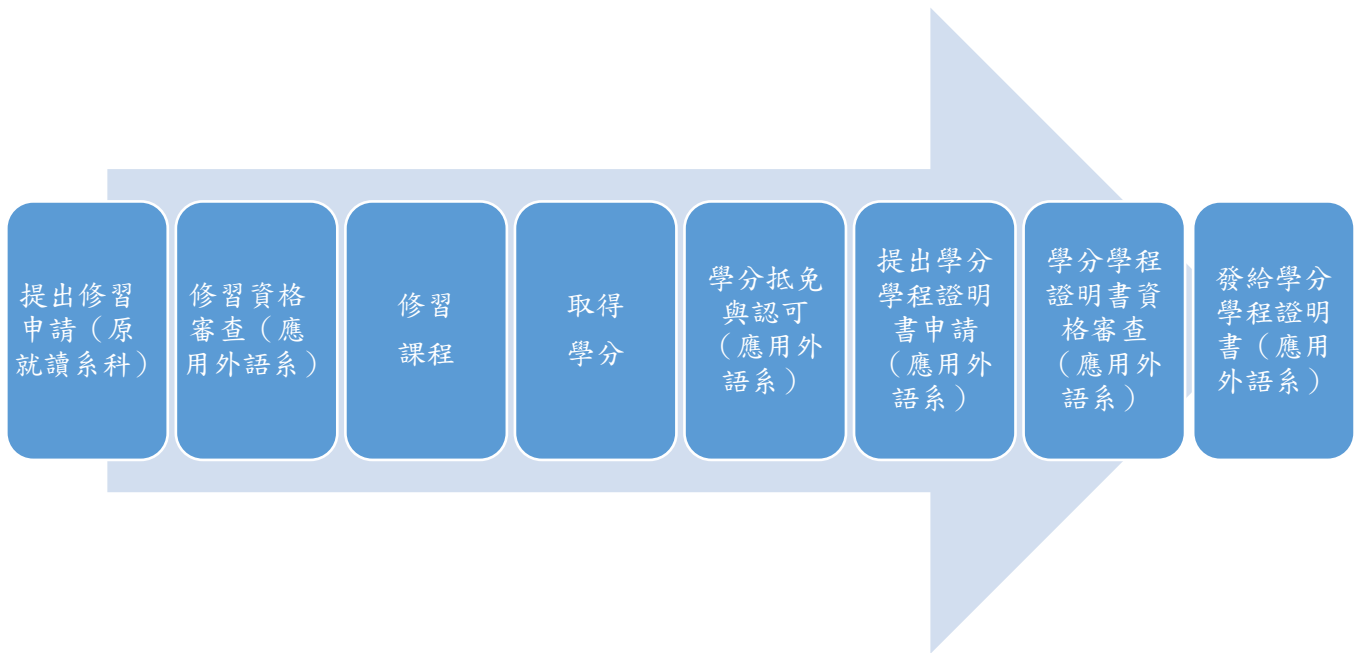 提出修習
申請（原
就讀系科）
修習資格
審查（應
用外語系）
修習
課程
取得
學分
學分抵免
與認可
（應用外
語系）
提出學分
學程證明
書申請
（應用外
語系）
學分學程
證明書資
格審查
（應用外
語系）
發給學分
學程證明
書（應用
外語系）